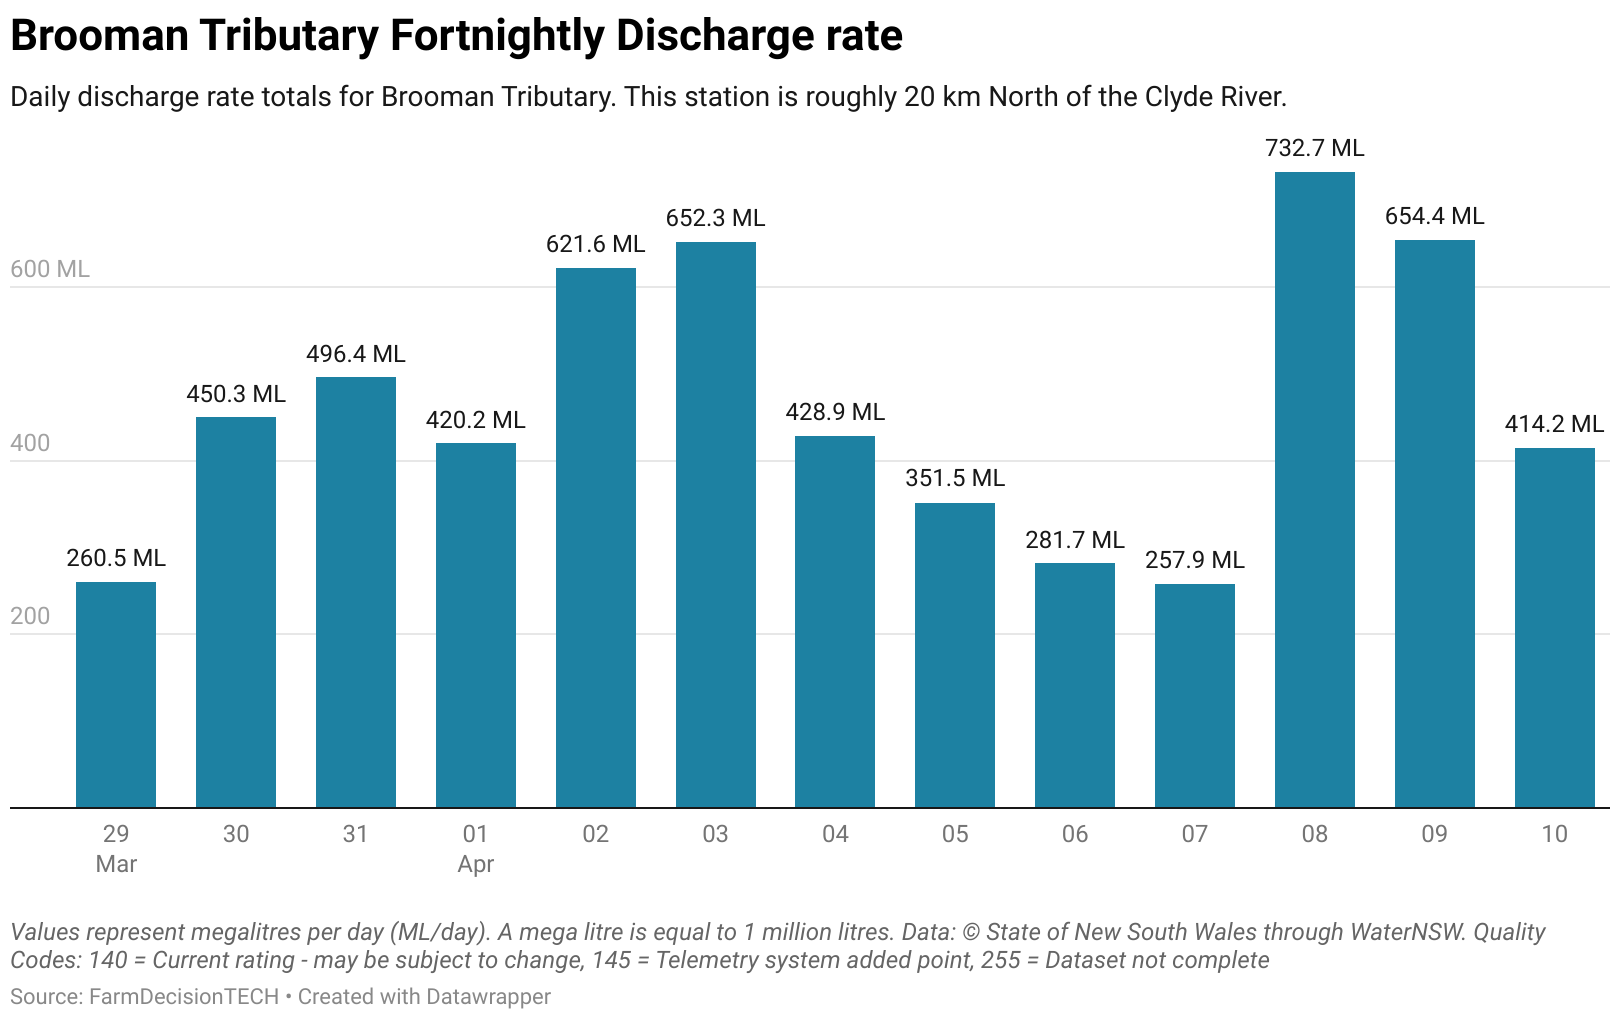 Brooman Tributary Fortnightly Discharge rate
Daily discharge rate totals for Brooman Tributary. This station is roughly 20 km North of the Clyde River.
732.7 ML
654.4 ML
652.3 ML
621.6 ML
600 ML
496.4 ML
450.3 ML
428.9 ML
420.2 ML
414.2 ML
400
351.5 ML
281.7 ML
260.5 ML
257.9 ML
200
29 30 31 01 02 03 04 05 06 07 08 09 10
Mar Apr
Values represent megalitres per day (ML/day). A mega litre is equal to 1 million litres. Data: © State of New South Wales through WaterNSW. Quality
Codes: 140 = Current rating - may be subject to change, 145 = Telemetry system added point, 255 = Dataset not complete
Source: FarmDecisionTECH • Created with Datawrapper